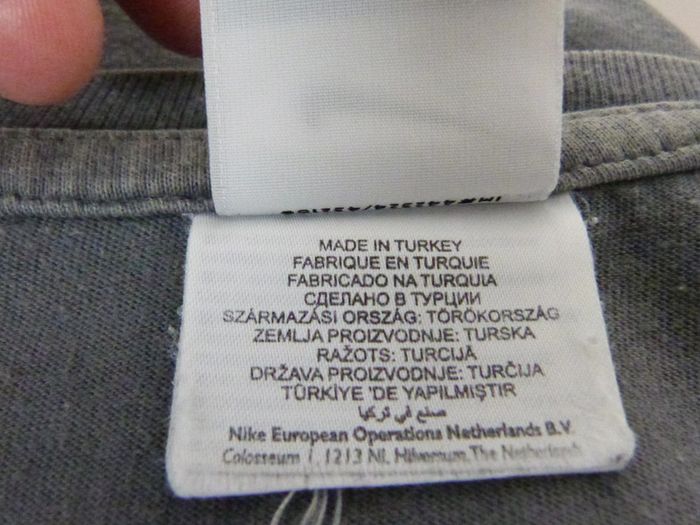 MADE IN TURKEY
FABRIQUE EN TURQUIE
FABRICADO NA TURQUIA
СДЕЛАНО В ТУРЦИИ
SZÁRMAZÁSI ORSZÁG: TÖRÖKORSZÁG
ZEMLJA PROIZVODNJE: TURSKA
RAŽOTS: TURCIJĀ
DRŽAVA PROIZVODNJE: TURČIJA
TÜRKİYE 'DE YAPILMIŞTIR
صنع في تركيا
Nike European Operations Netherlands B.V.
Colosseum 1, 1213 NL Hilversum, The Netherlands